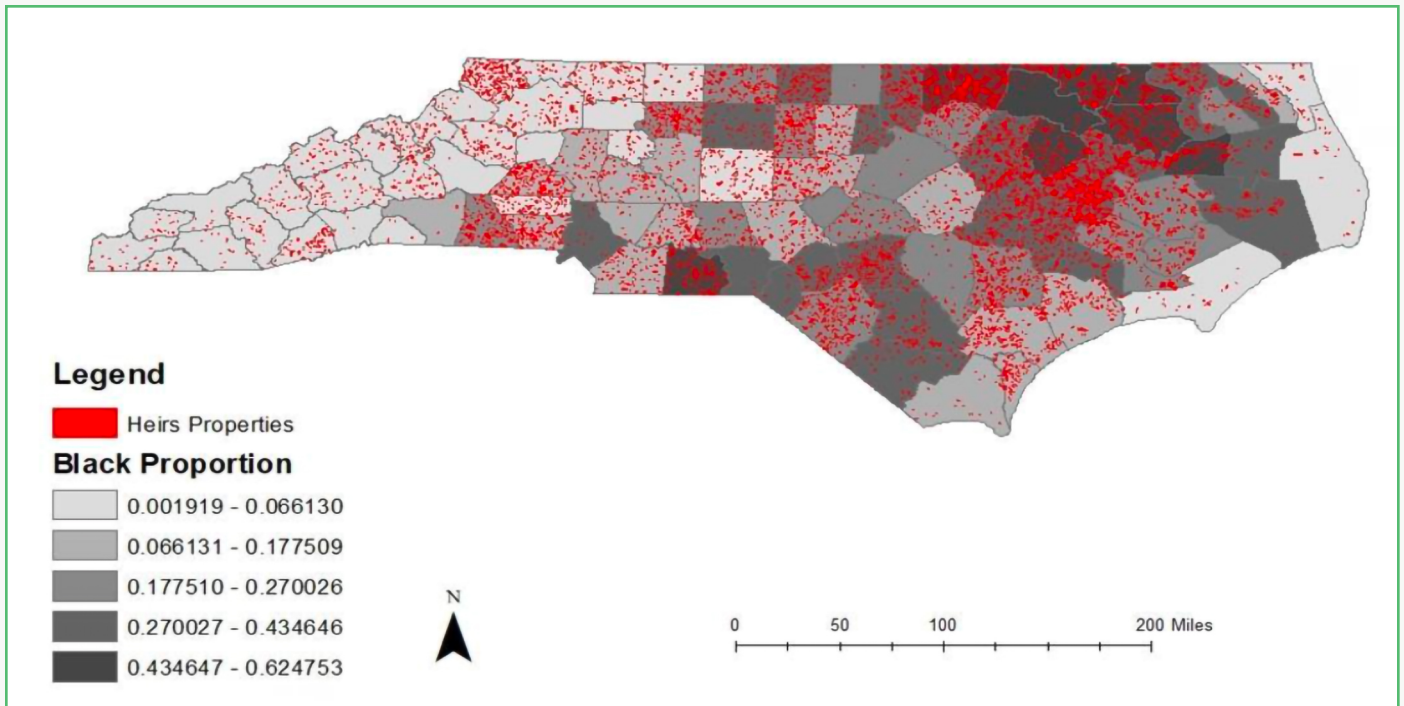 Legend
Heirs Properties
Black Proportion
0.001919 - 0.066130
0.066131 - 0.177509
0.177510 - 0.270026
0.270027 - 0.434646
0.434647 - 0.624753
N
0 50 100 200 Miles